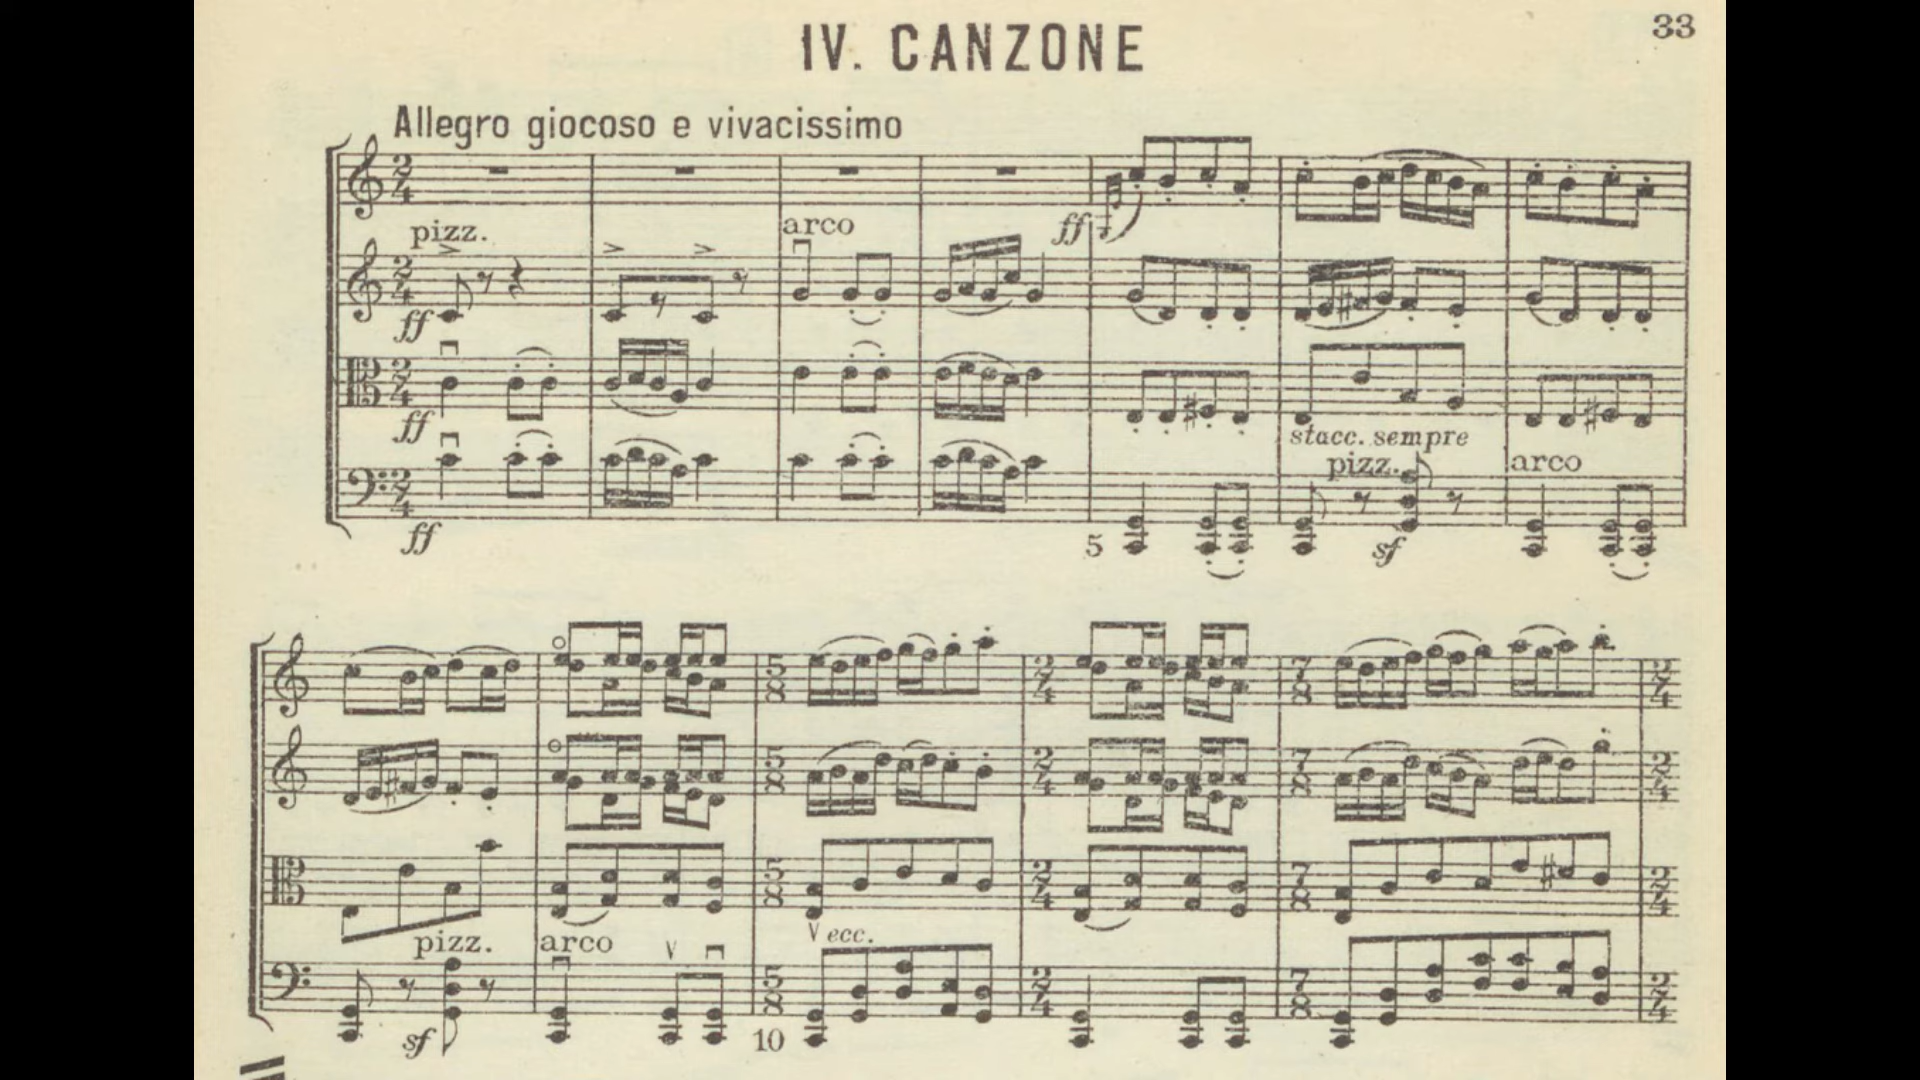 33
IV. CANZONE
Allegro giocoso e vivacissimo
pizz.
arco
ff
ff
ff
stacc. sempre
pizz.
arco
ff
5
sf
pizz.
arco
V
V ecc.
sf
10